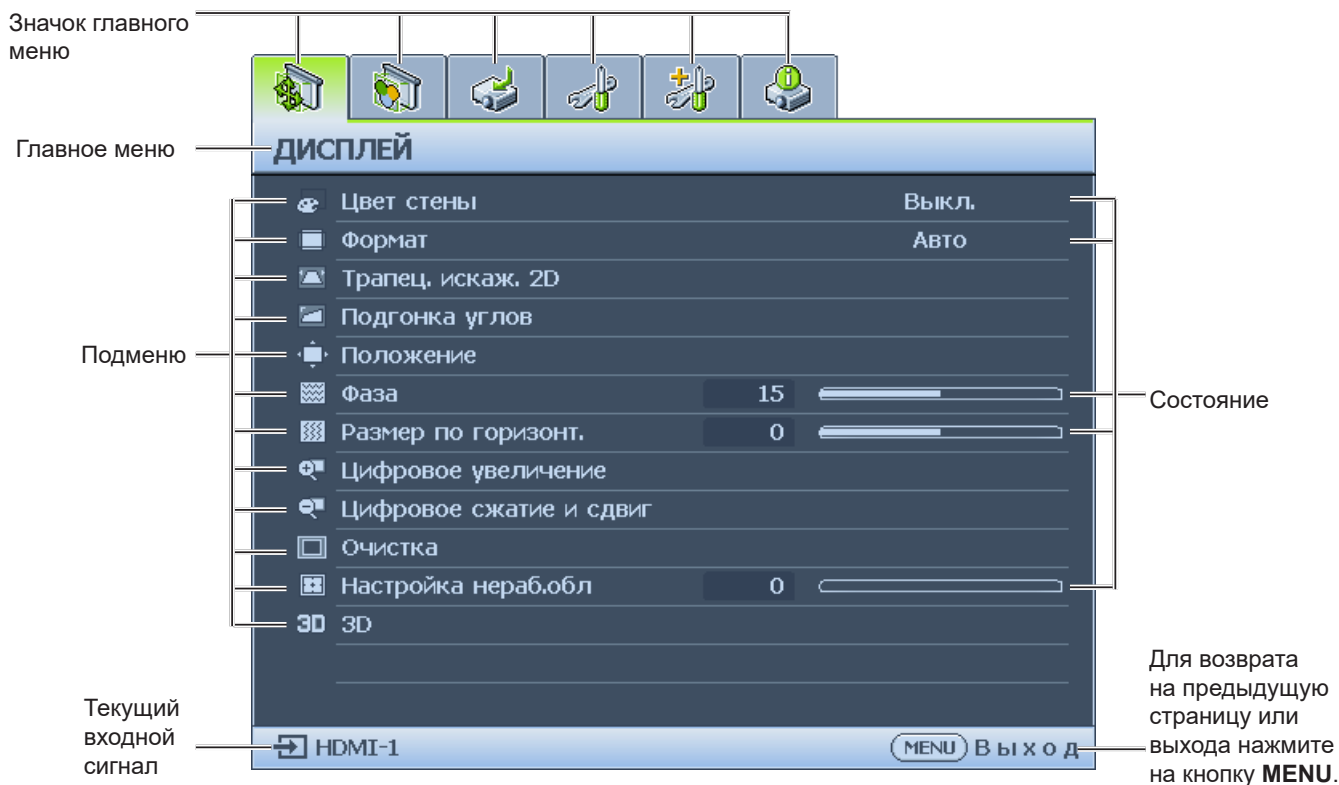 Значок главного
меню
Главное меню
ДИСПЛЕЙ
Цвет стены Выкл.
Формат Авто
Трапец. искаж. 2D
Подгонка углов
Подменю
Положение
Фаза 15
Состояние
Размер по горизонт. 0
Цифровое увеличение
Цифровое сжатие и сдвиг
Очистка
Настройка нераб.обл 0
3D 3D
Текущий
входной
сигнал
HDMI-1
MENU Выход
Для возврата
на предыдущую
страницу или
выхода нажмите
на кнопку MENU.